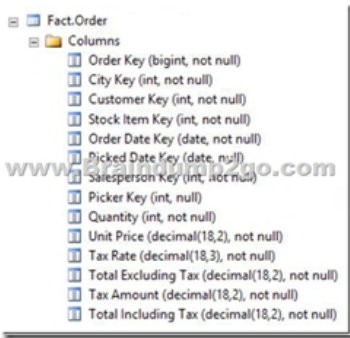 Fact.Order
Columns
Order Key (bigint, not null)
City Key (int, not null)
Customer Key (int, not null)
Stock Item Key (int, not null)
Order Date Key (date, not null)
Picked Date Key (date, null)
www.Braindump2go.com
Salesperson Key (int, not null)
Picker Key (int, null)
Quantity (int, not null)
Unit Price (decimal(18,2), not null)
Tax Rate (decimal(18,3), not null)
Total Excluding Tax (decimal(18,2), not null)
Tax Amount (decimal(18,2), not null)
Total Including Tax (decimal(18,2), not null)